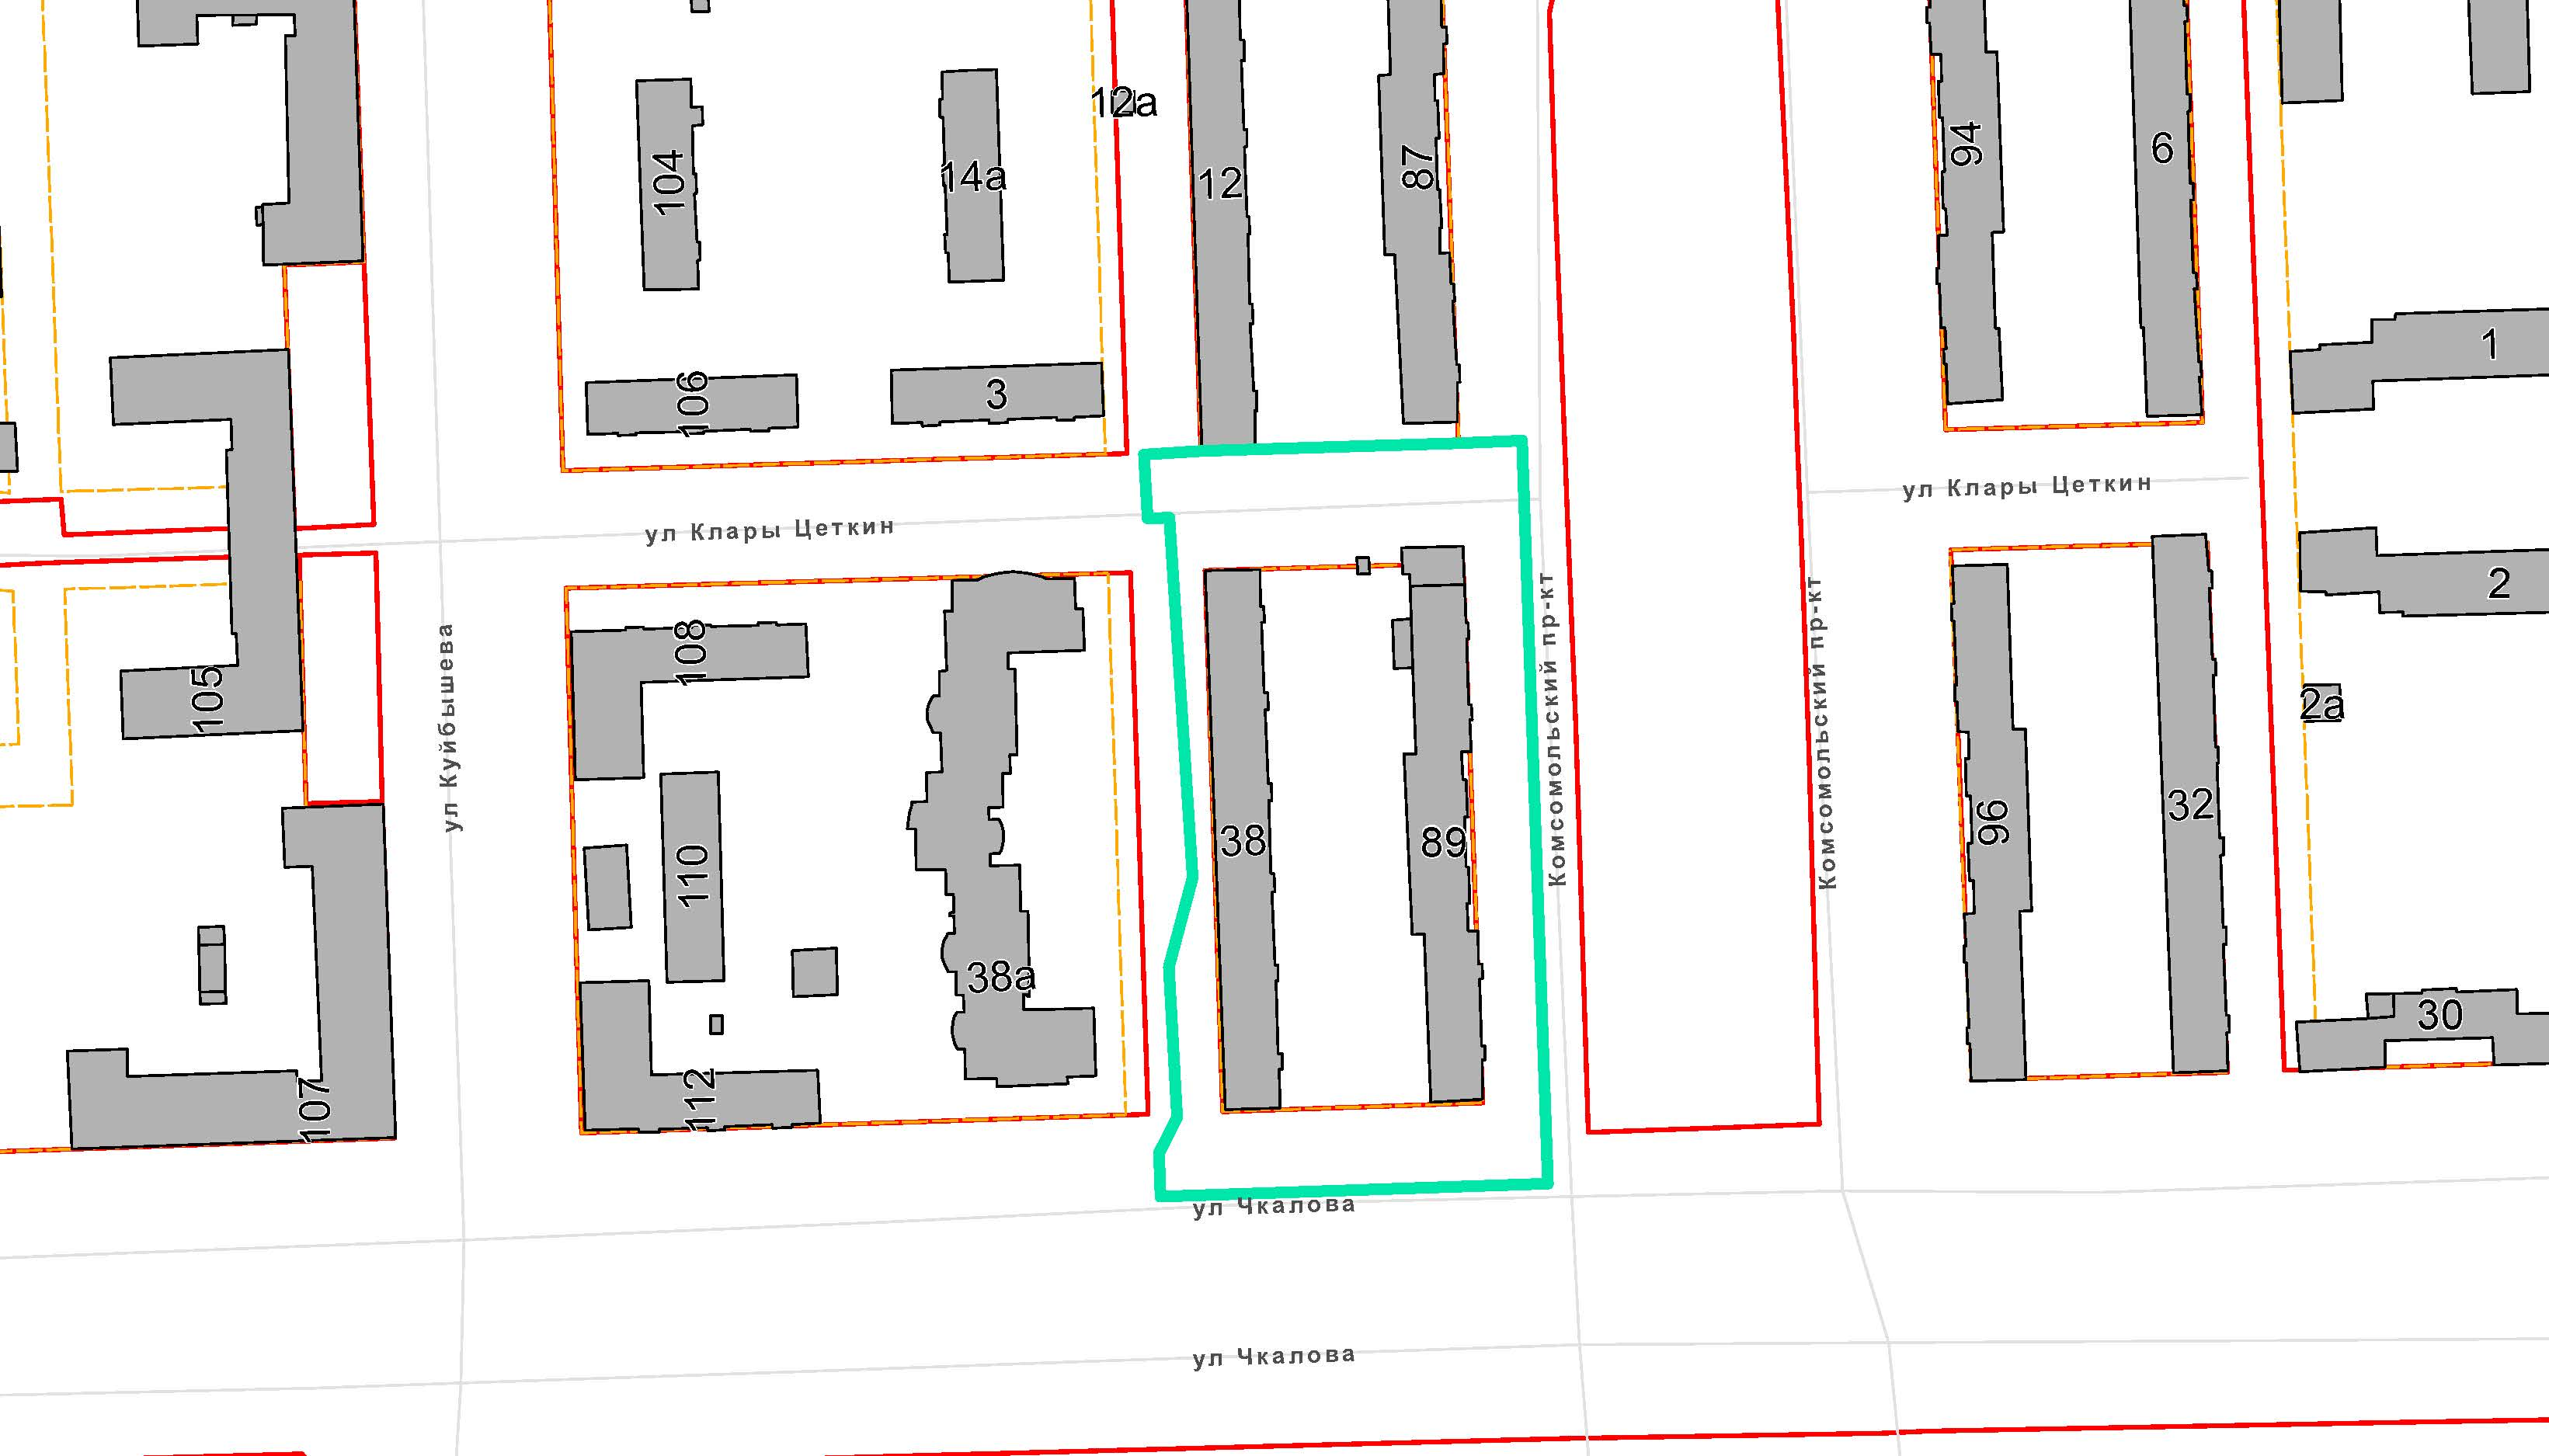 12а
104
14а
12
87
94
6
1
106
3
ул Клары Цеткин
ул Клары Цеткин
2
108
105
2а
ул Куйбышева
Комсомольский пр-кт
Комсомольский пр-кт
110
38
89
96
32
38а
30
107
112
ул Чкалова
ул Чкалова